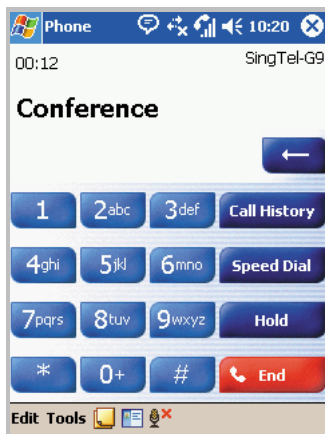 Phone 10:20
00:12 SingTel-G9
Conference
1 2abc 3def Call History
4ghi 5jkl 6mno Speed Dial
7pqrs 8tuv 9wxyz Hold
* 0+ # End
Edit Tools